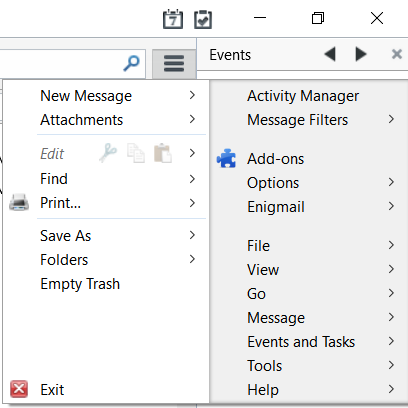 7
Events
New Message
Attachments
Edit
Find
Print...
Save As
Folders
Empty Trash
Exit
Activity Manager
Message Filters
Add-ons
Options
Enigmail
File
View
Go
Message
Events and Tasks
Tools
Help